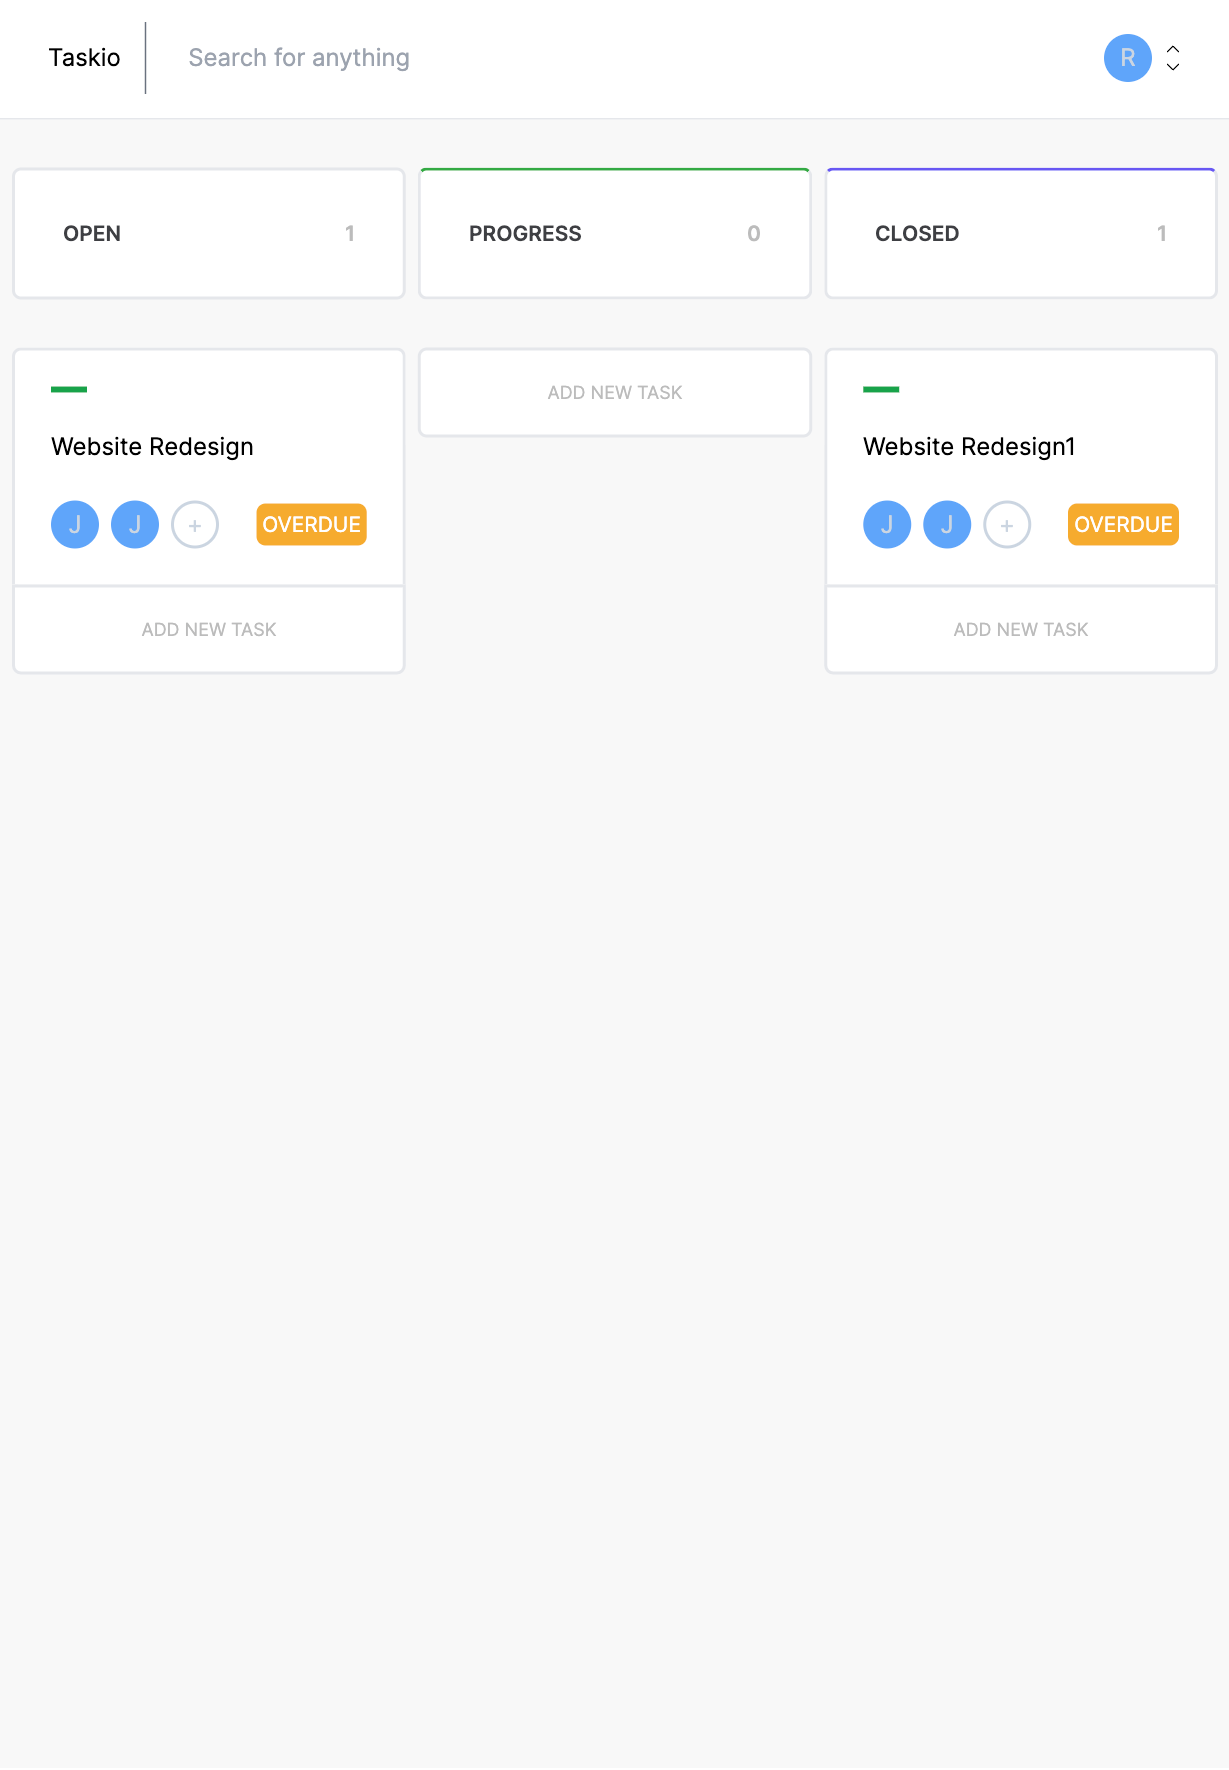 Taskio
Search for anything
R
OPEN 1
PROGRESS 0
CLOSED 1
Website Redesign
J J + OVERDUE
ADD NEW TASK
ADD NEW TASK
Website Redesign1
J J + OVERDUE
ADD NEW TASK